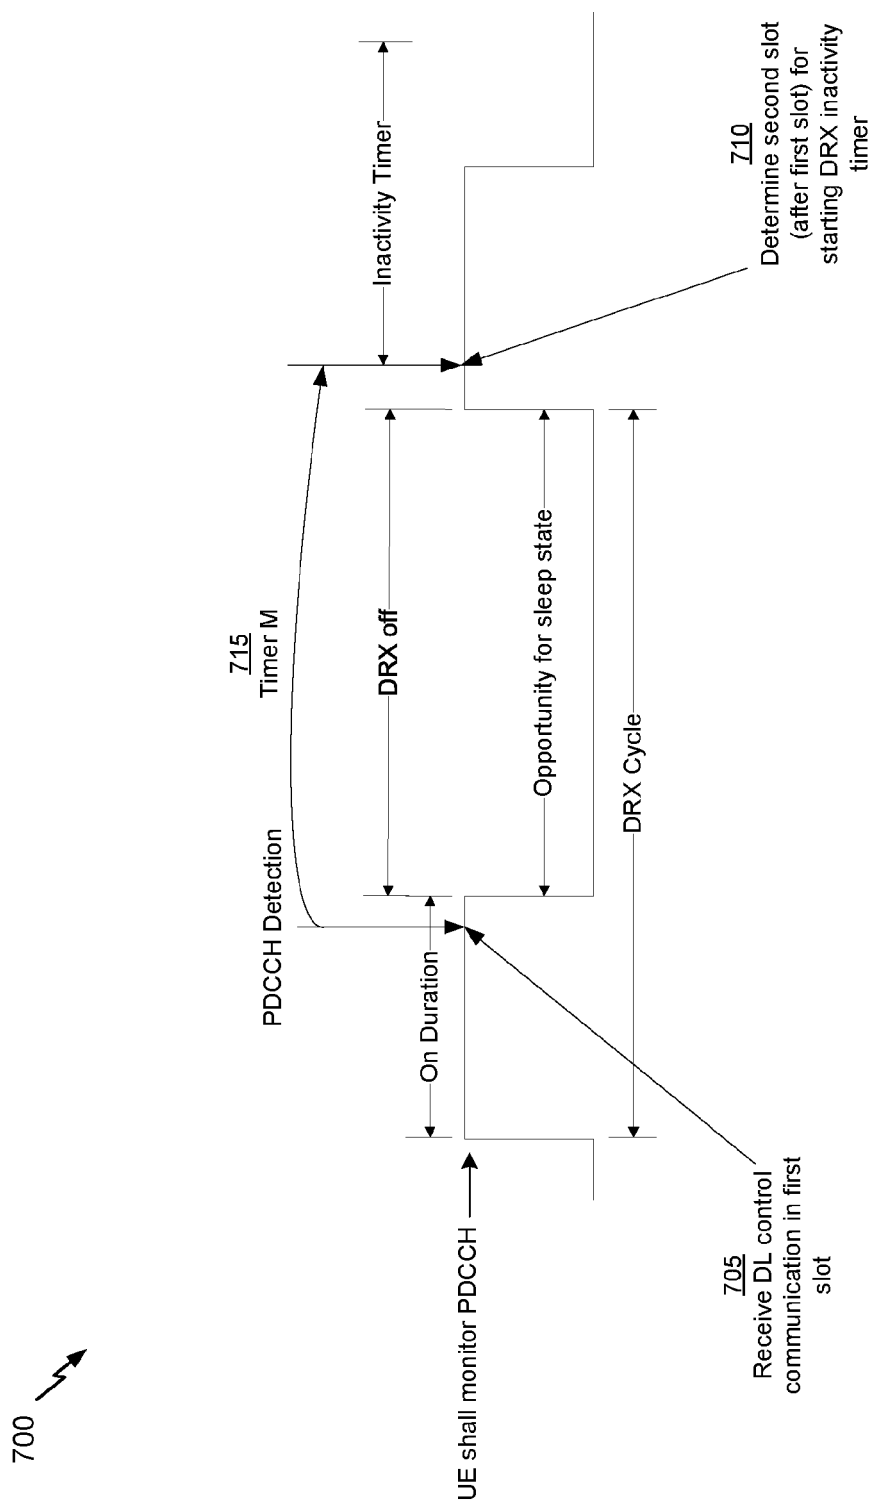 700
715
Timer M
PDCCH Detection
Inactivity Timer
DRX off
On Duration
UE shall monitor PDCCH
Opportunity for sleep state
DRX Cycle
705
Receive DL control
communication in first
slot
710
Determine second slot
(after first slot) for
starting DRX inactivity
timer